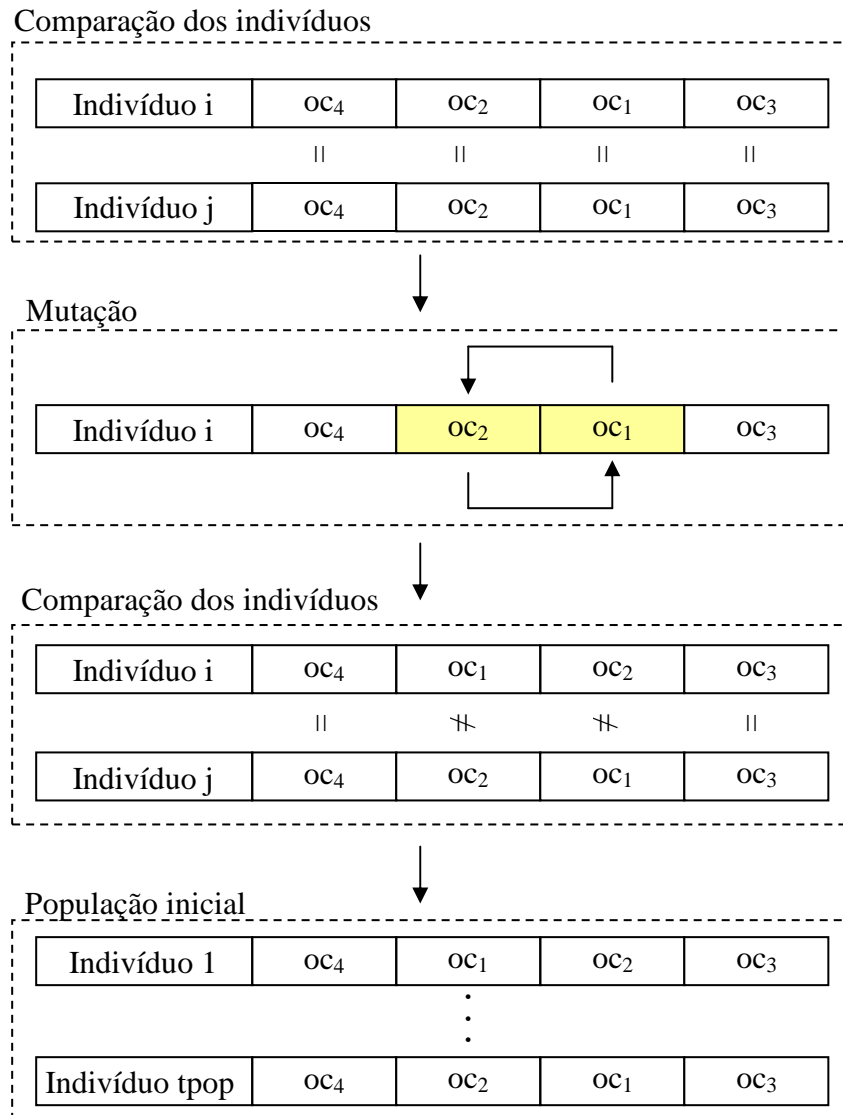 Comparação dos indivíduos
Indivíduo i oc₄ oc₂ oc₁ oc₃
= = = =
Indivíduo j oc₄ oc₂ oc₁ oc₃
Mutação
Indivíduo i oc₄ oc₂ oc₁ oc₃
Comparação dos indivíduos
Indivíduo i oc₄ oc₁ oc₂ oc₃
= ≠ ≠ =
Indivíduo j oc₄ oc₂ oc₁ oc₃
População inicial
Indivíduo 1 oc₄ oc₁ oc₂ oc₃
⋮
Indivíduo tpop oc₄ oc₂ oc₁ oc₃